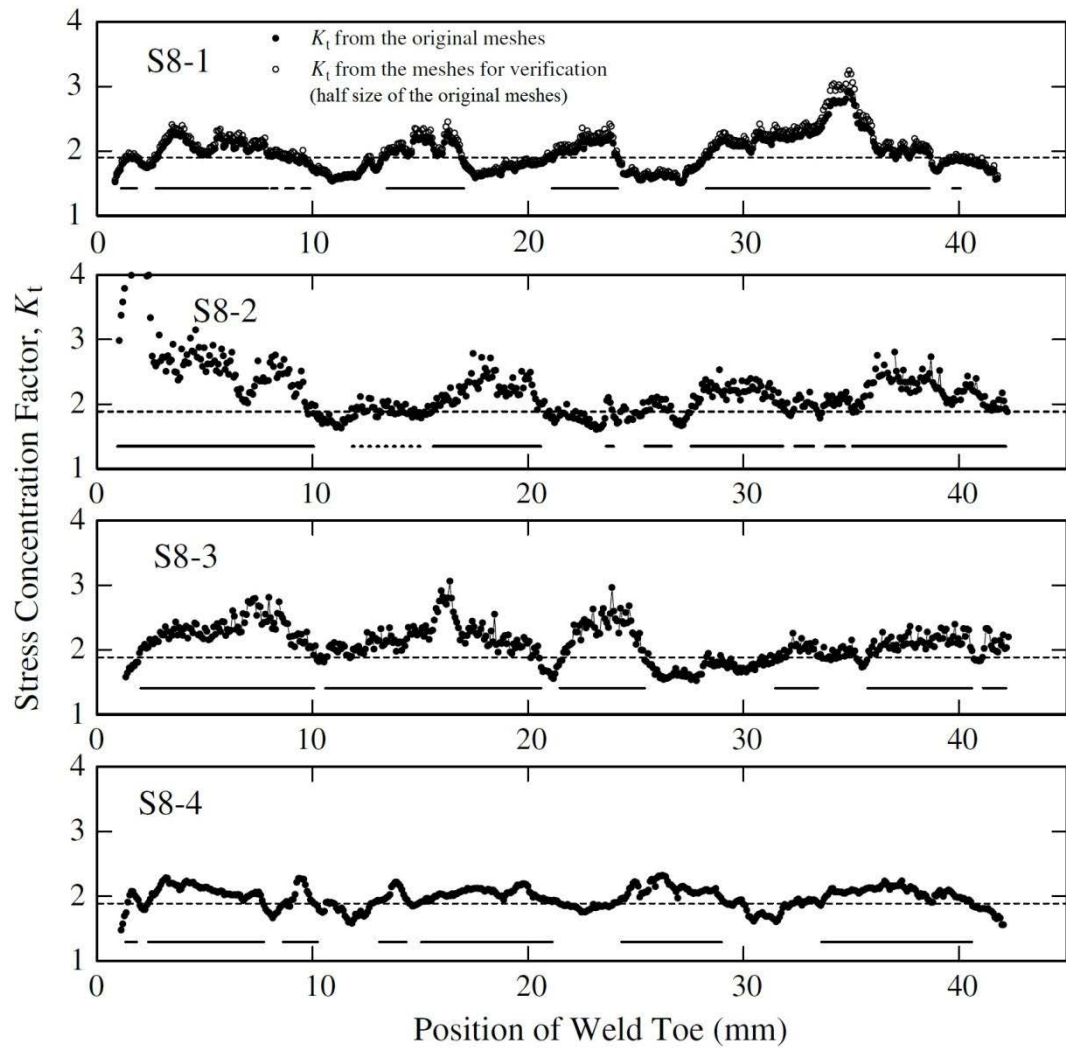 Stress Concentration Factor, Kt
4
3
2
1
S8-1
Kt from the original meshes
Kt from the meshes for verification
(half size of the original meshes)
0 10 20 30 40
4
3
2
1
S8-2
0 10 20 30 40
4
3
2
1
S8-3
0 10 20 30 40
4
3
2
1
S8-4
0 10 20 30 40
Position of Weld Toe (mm)